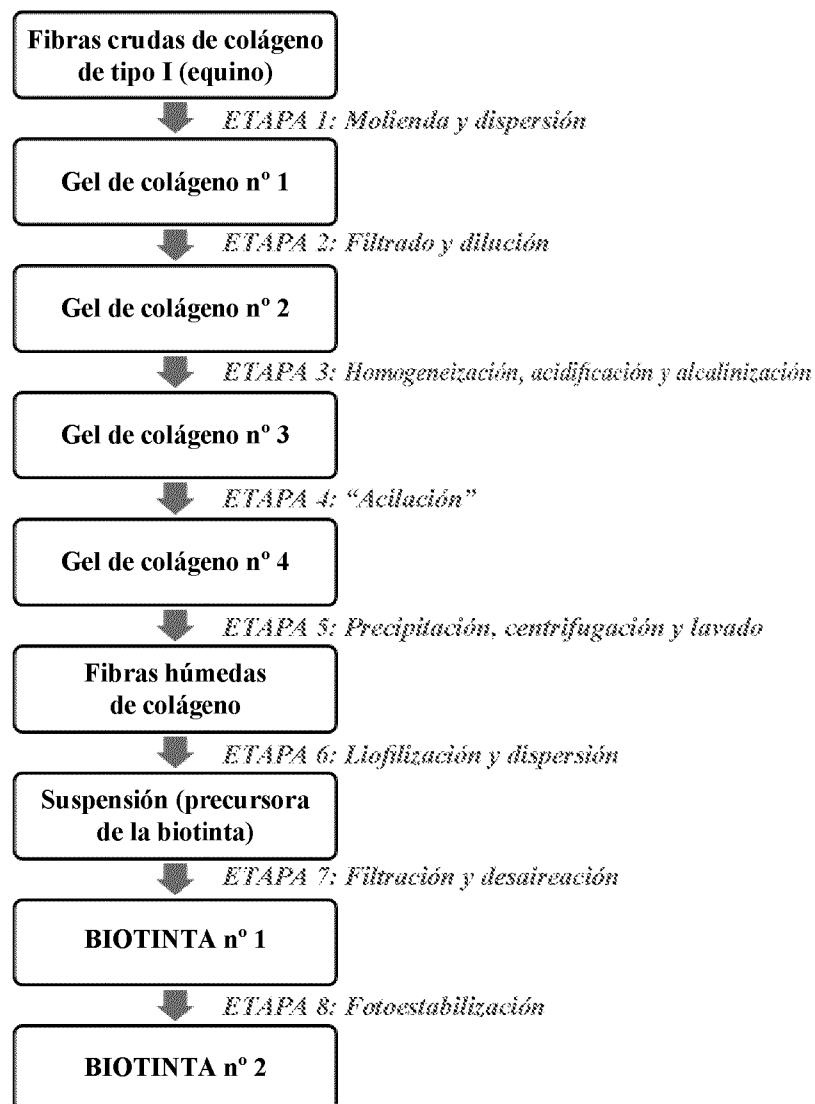 Fibras crudas de colágeno
de tipo I (equino)
ETAPA 1: Molienda y dispersión
Gel de colágeno nº 1
ETAPA 2: Filtrado y dilución
Gel de colágeno nº 2
ETAPA 3: Homogeneización, acidificación y alcalinización
Gel de colágeno nº 3
ETAPA 4: “Acilación”
Gel de colágeno nº 4
ETAPA 5: Precipitación, centrifugación y lavado
Fibras húmedas
de colágeno
ETAPA 6: Liofilización y dispersión
Suspensión (precursora
de la biotinta)
ETAPA 7: Filtración y desaireación
BIOTINTA nº 1
ETAPA 8: Fotoestabilización
BIOTINTA nº 2